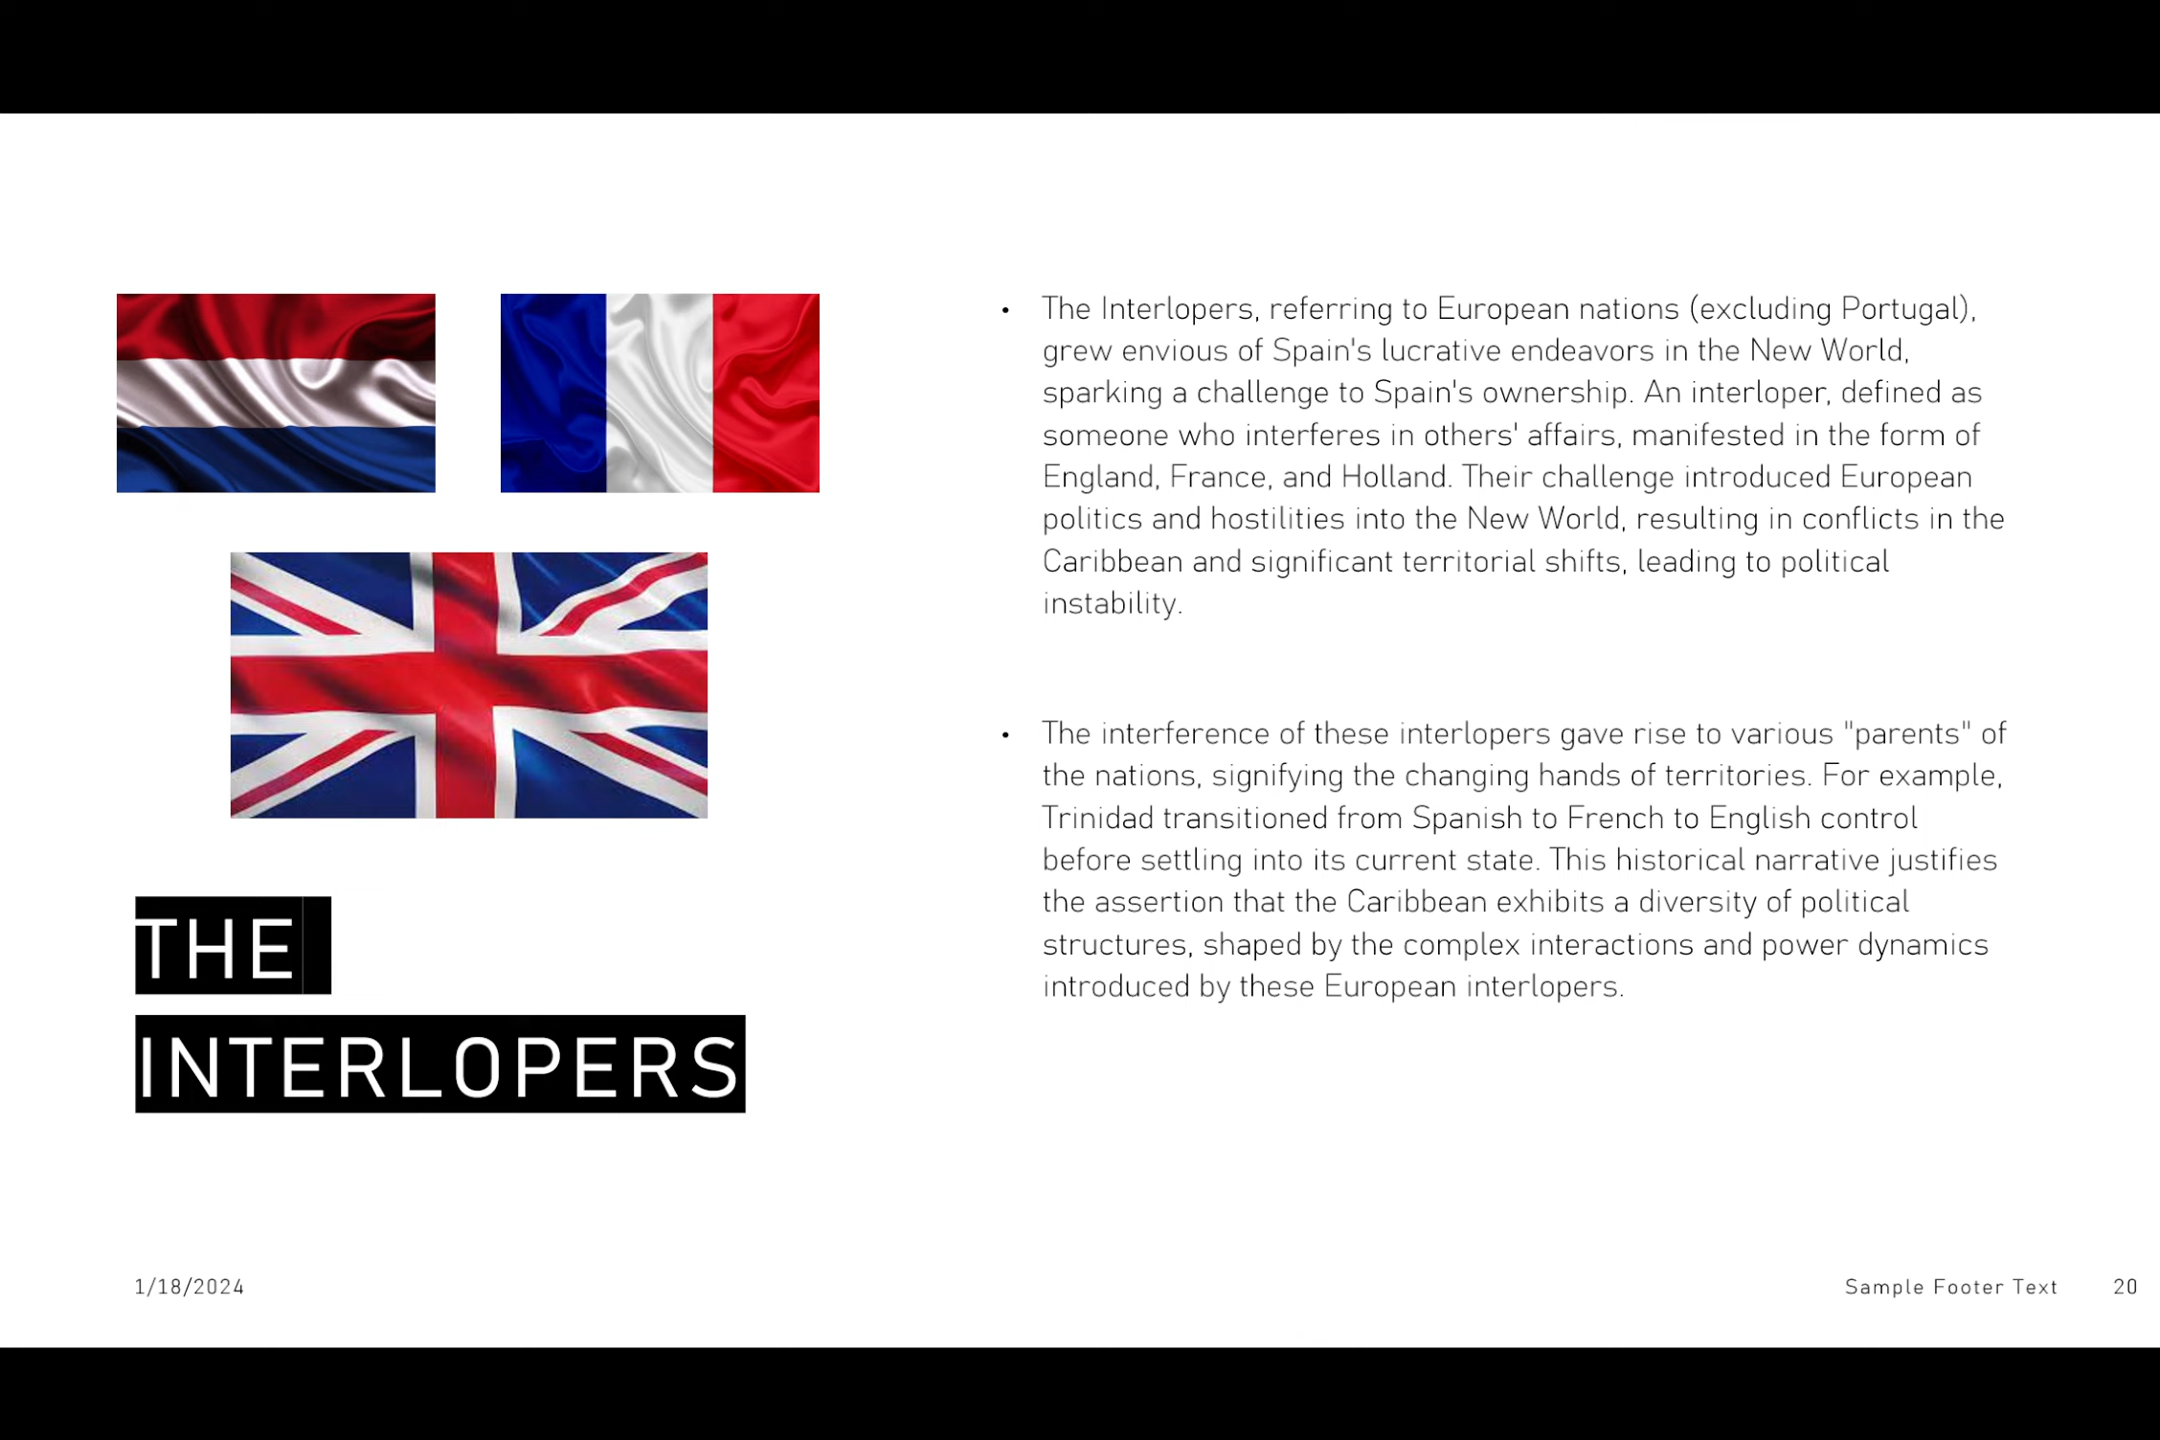 The Interlopers, referring to European nations (excluding Portugal),
grew envious of Spain's lucrative endeavors in the New World,
sparking a challenge to Spain's ownership. An interloper, defined as
someone who interferes in others' affairs, manifested in the form of
England, France, and Holland. Their challenge introduced European
politics and hostilities into the New World, resulting in conflicts in the
Caribbean and significant territorial shifts, leading to political
instability.
The interference of these interlopers gave rise to various "parents" of
the nations, signifying the changing hands of territories. For example,
Trinidad transitioned from Spanish to French to English control
before settling into its current state. This historical narrative justifies
the assertion that the Caribbean exhibits a diversity of political
structures, shaped by the complex interactions and power dynamics
introduced by these European interlopers.
THE
INTERLOPERS
1/18/2024
Sample Footer Text
20